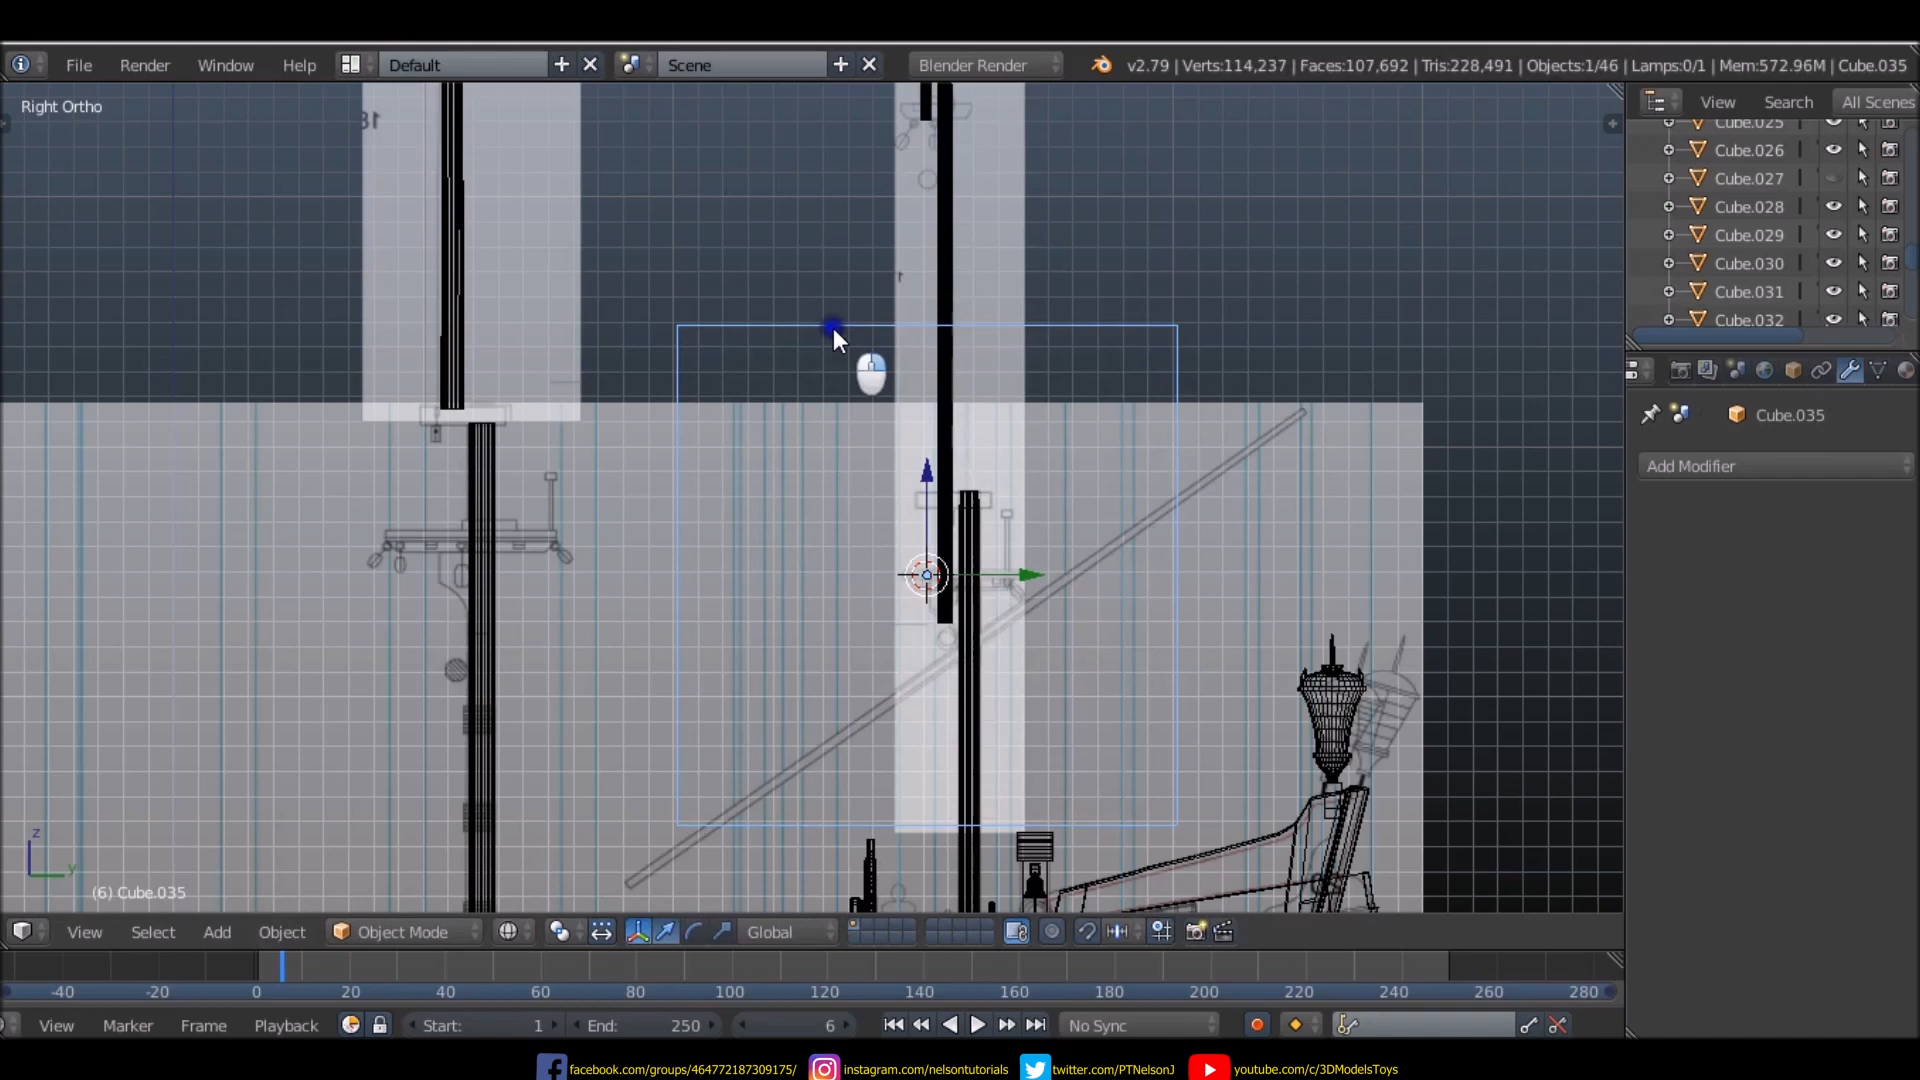 File Render Window Help Default Scene Blender Render v2.79 | Verts:114,237 | Faces:107,692 | Tris:228,491 | Objects:1/46 | Lamps:0/1 | Mem:572.96M | Cube.035
Right Ortho
View Search All Scenes
Cube.025
Cube.026
Cube.027
Cube.028
Cube.029
Cube.030
Cube.031
Cube.032
Cube.035
Add Modifier
z
y
(6) Cube.035
View Select Add Object Object Mode Global
-40 -20 0 20 40 60 80 100 120 140 160 180 200 220 240 260 280
View Marker Frame Playback Start: 1 End: 250 6 No Sync
facebook.com/groups/464772187309175/ instagram.com/nelsontutorials twitter.com/PTNelsonJ youtube.com/c/3DModelsToys